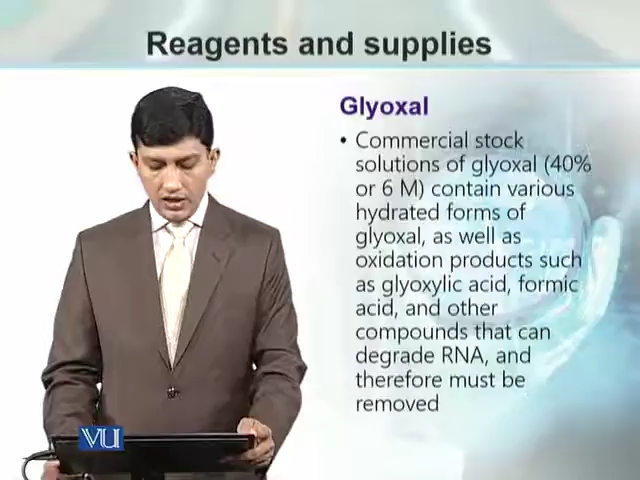 Reagents and supplies
Glyoxal
• Commercial stock
solutions of glyoxal (40%
or 6 M) contain various
hydrated forms of
glyoxal, as well as
oxidation products such
as glyoxylic acid, formic
acid, and other
compounds that can
degrade RNA, and
therefore must be
removed
VU